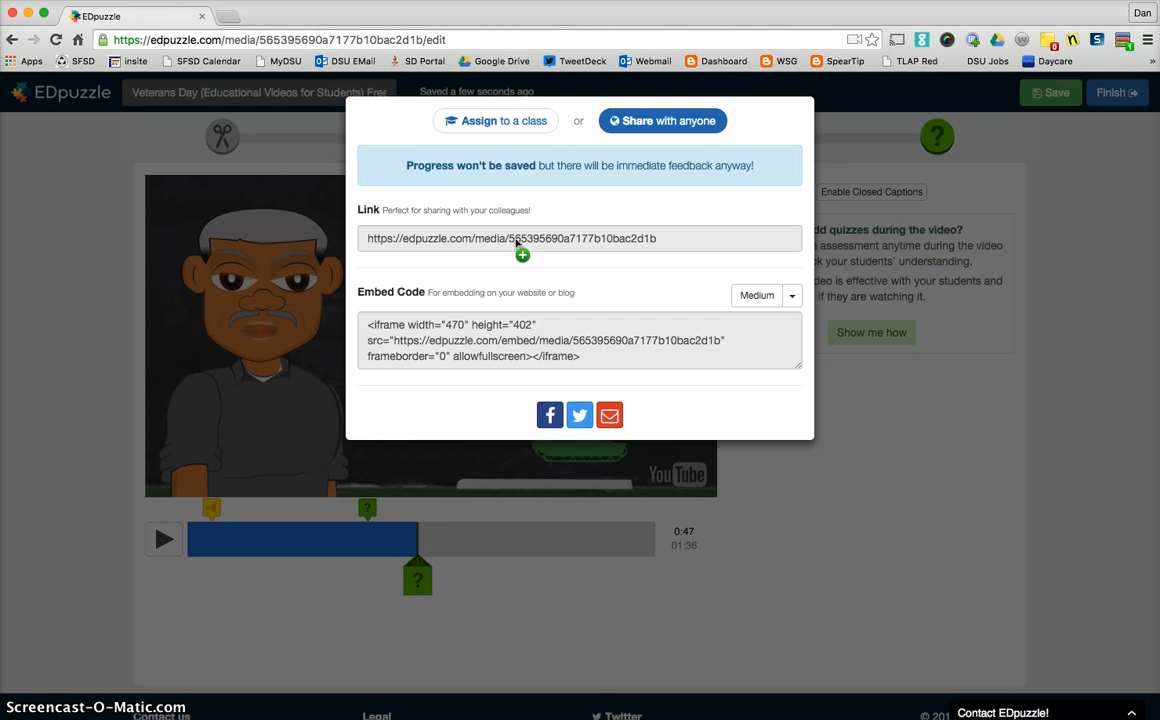 EDpuzzle
Dan
https://edpuzzle.com/media/565395690a7177b10bac2d1b/edit
Apps SFSD insite SFSD Calendar MyDSU DSU EMail SD Portal Google Drive TweetDeck Webmail Dashboard WSG SpearTip TLAP Red DSU Jobs Daycare »
EDpuzzle Veterans Day (Educational Videos for Students) Free Saved a few seconds ago Save Finish
Assign to a class or Share with anyone
Progress won't be saved but there will be immediate feedback anyway!
Enable Closed Captions
Link Perfect for sharing with your colleagues!
https://edpuzzle.com/media/565395690a7177b10bac2d1b
dd quizzes during the video?
assessment anytime during the video
ck your students' understanding.
deo is effective with your students and
if they are watching it.
Show me how
Embed Code For embedding on your website or blog Medium
<iframe width="470" height="402"
src="https://edpuzzle.com/embed/media/565395690a7177b10bac2d1b"
frameborder="0" allowfullscreen></iframe>
YouTube
0:47
01:36
Screencast-O-Matic.com
Contact us Legal Twitter © 201
Contact EDpuzzle!